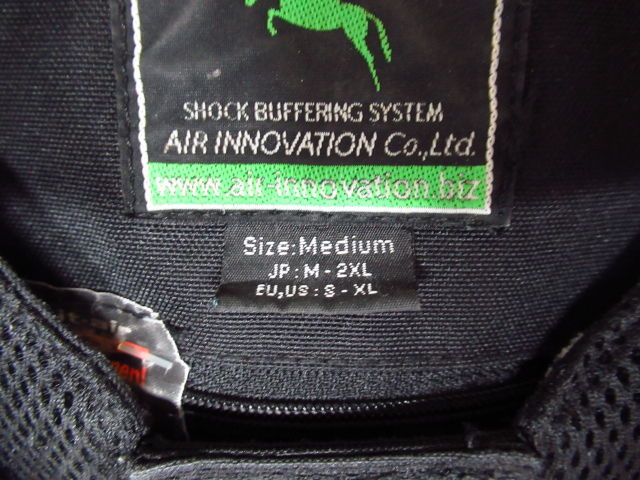 SHOCK BUFFERING SYSTEM
AIR INNOVATION Co.,Ltd.
www.air-innovation.biz
Size:Medium
JP : M - 2XL
EU,US : S - XL